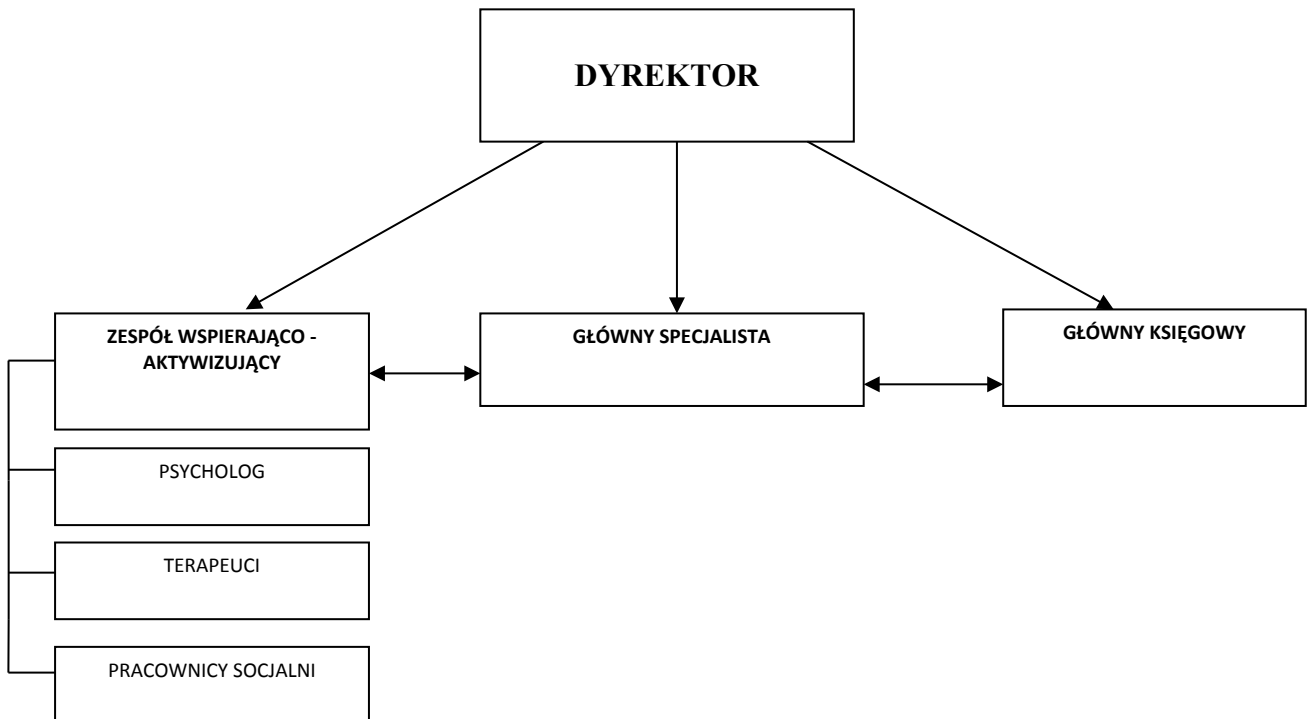 DYREKTOR
ZESPÓŁ WSPIERAJĄCO -
AKTYWIZUJĄCY
GŁÓWNY SPECJALISTA
GŁÓWNY KSIĘGOWY
PSYCHOLOG
TERAPEUCI
PRACOWNICY SOCJALNI